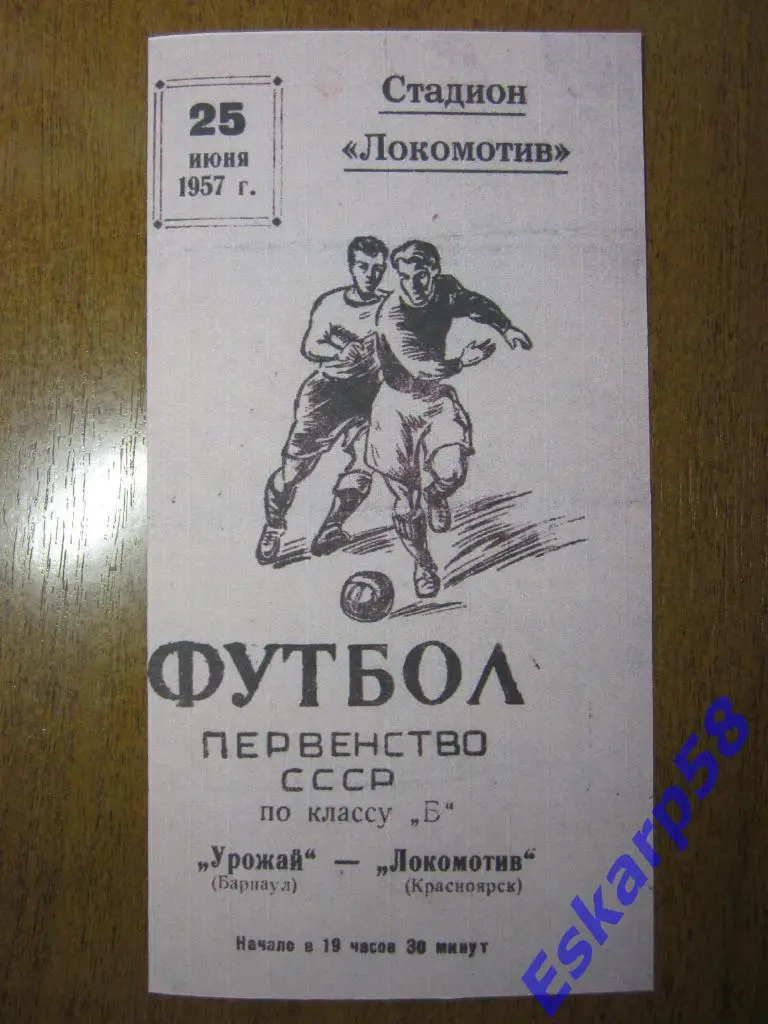 25
июня
1957 г.
Стадион
«Локомотив»
ФУТБОЛ
ПЕРВЕНСТВО
СССР
по классу „Б"
„Урожай" — „Локомотив"
(Барнаул) (Красноярск)
Начало в 19 часов 30 минут
Eskarp58